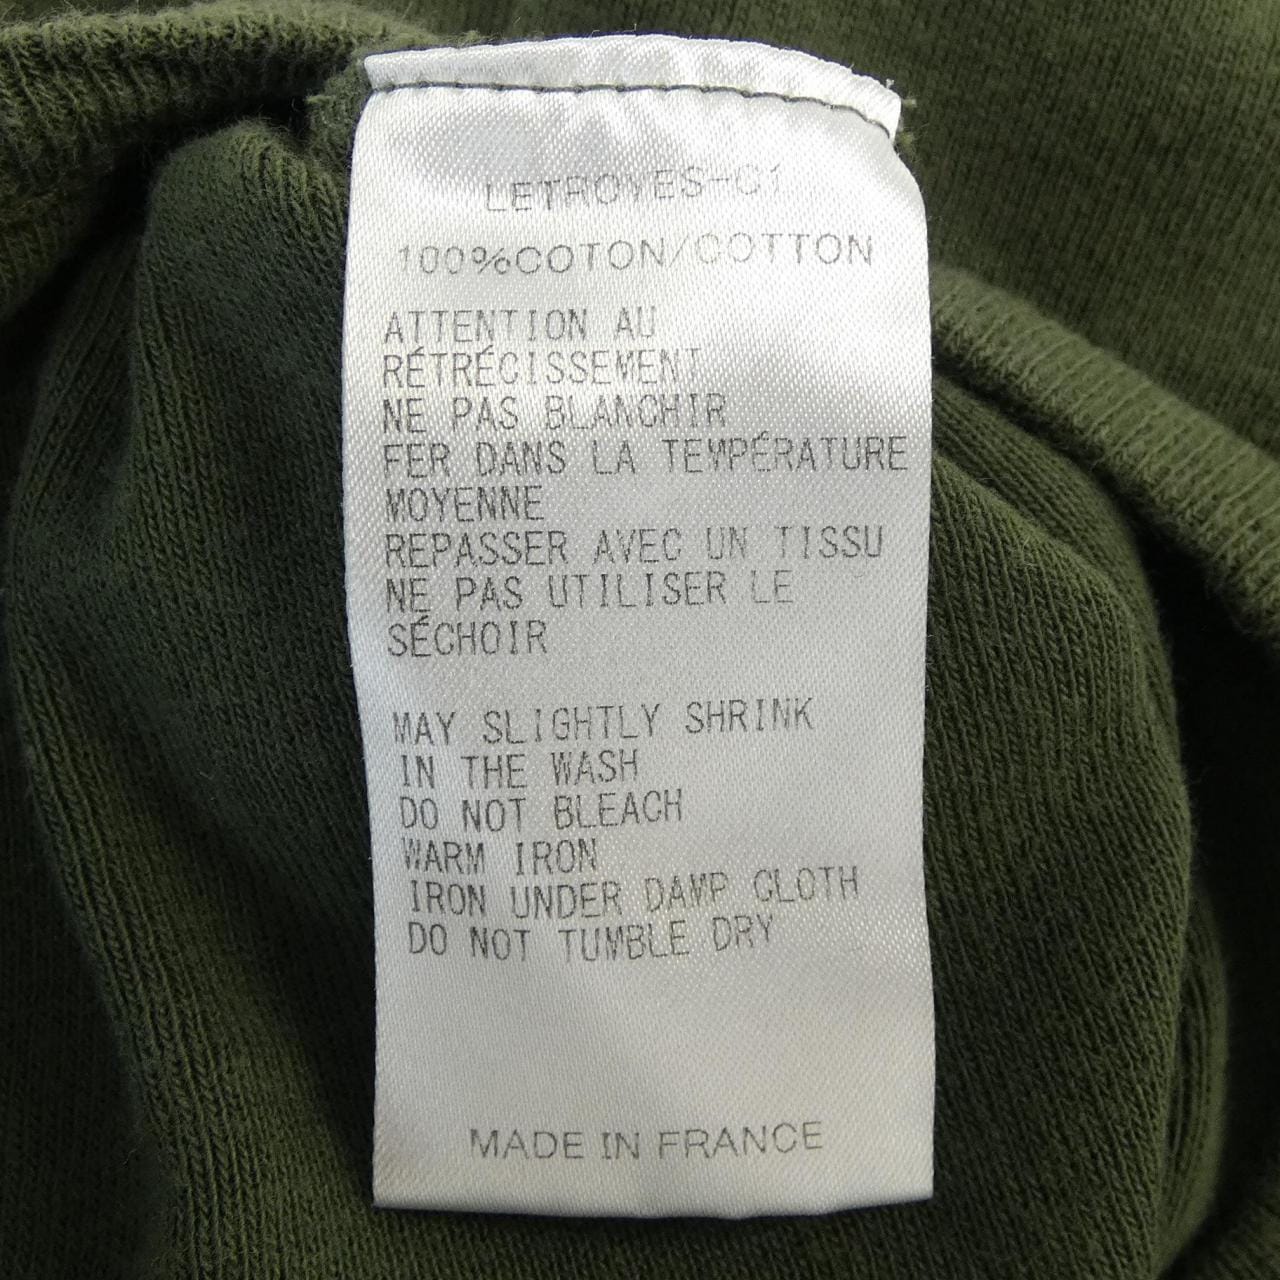 LETROYES-C1
100%COTON/COTTON
ATTENTION AU
RÉTRÉCISSEMENT
NE PAS BLANCHIR
FER DANS LA TEMPÉRATURE
MOYENNE
REPASSER AVEC UN TISSU
NE PAS UTILISER LE
SÉCHOIR
MAY SLIGHTLY SHRINK
IN THE WASH
DO NOT BLEACH
WARM IRON
IRON UNDER DAMP CLOTH
DO NOT TUMBLE DRY
MADE IN FRANCE